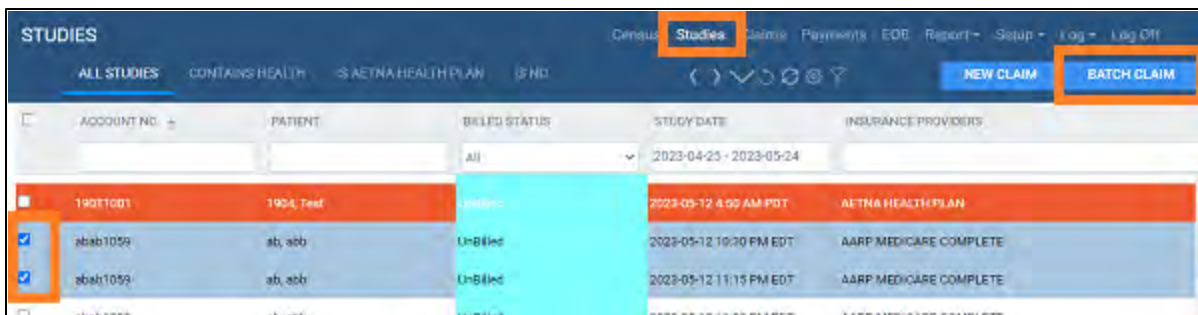 STUDIES Census Studies Claims Payments EOB Report Setup Log Log Off
ALL STUDIES CONTAINS HEALTH IS AETNA HEALTH PLAN IS NO NEW CLAIM BATCH CLAIM
ACCOUNT NO. PATIENT BILLED STATUS STUDY DATE INSURANCE PROVIDERS
All 2023-04-25 - 2023-05-24
1904, Test UnBilled 2023-05-12 4:50 AM PDT AETNA HEALTH PLAN
abab1059 ab, abb UnBilled 2023-05-12 10:30 PM EDT AARP MEDICARE COMPLETE
abab1059 ab, abb UnBilled 2023-05-12 11:15 PM EDT AARP MEDICARE COMPLETE